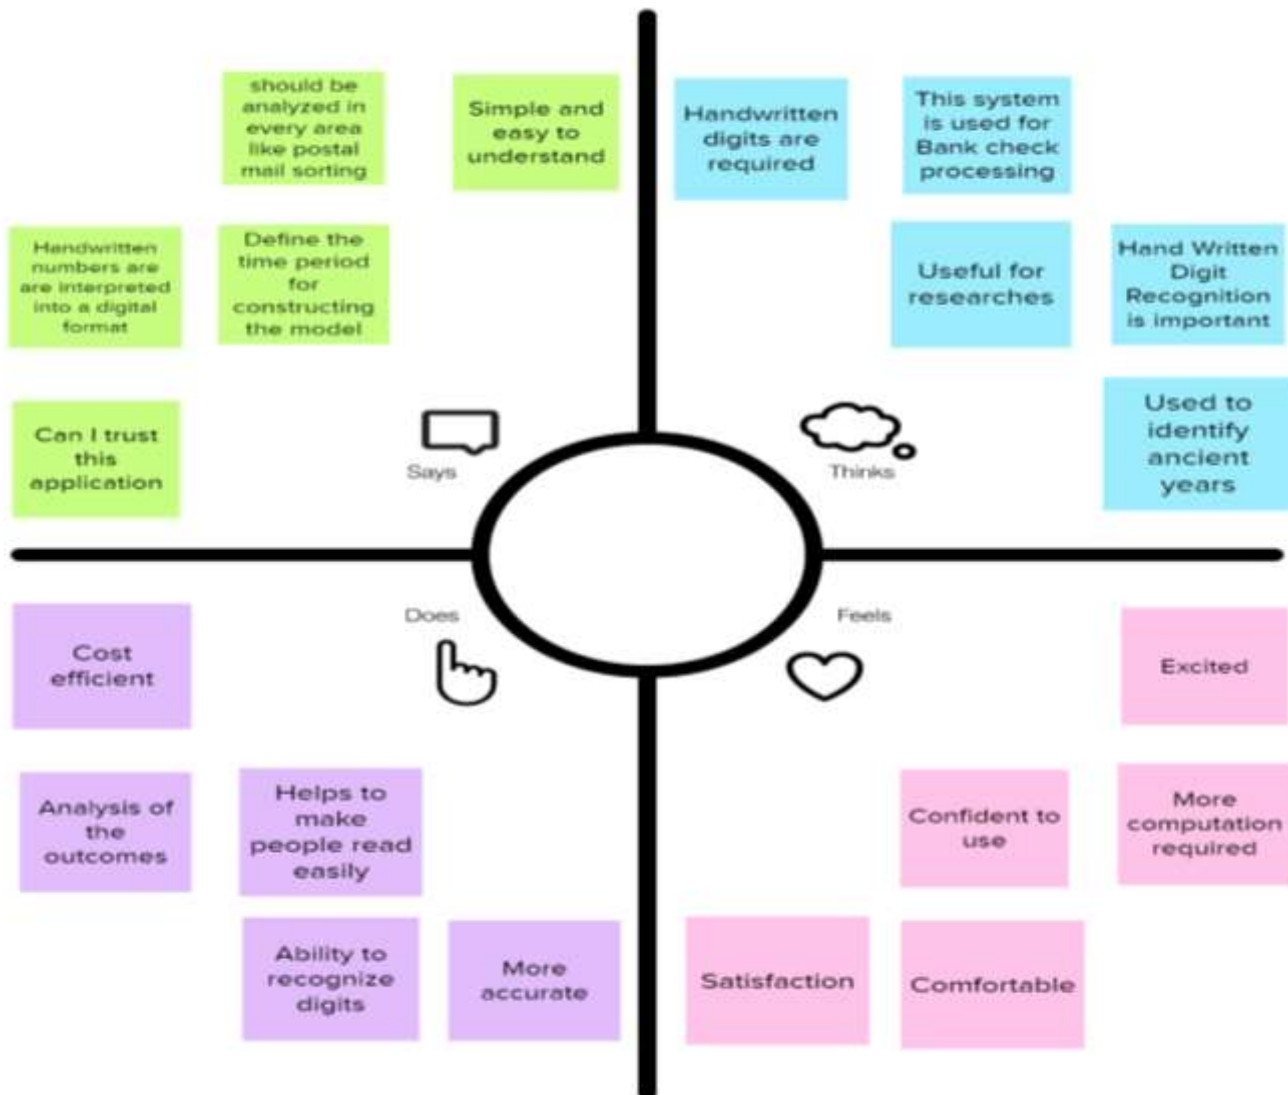 should be
analyzed in
every area
like postal
mail sorting
Simple and
easy to
understand
Handwritten
numbers are
are interpreted
into a digital
format
Define the
time period
for
constructing
the model
Can I trust
this
application
Says
Handwritten
digits are
required
This system
is used for
Bank check
processing
Useful for
researches
Hand Written
Digit
Recognition
is important
Used to
identify
ancient
years
Thinks
Does
Cost
efficient
Analysis of
the
outcomes
Helps to
make
people read
easily
Ability to
recognize
digits
More
accurate
Feels
Excited
Confident to
use
More
computation
required
Satisfaction
Comfortable